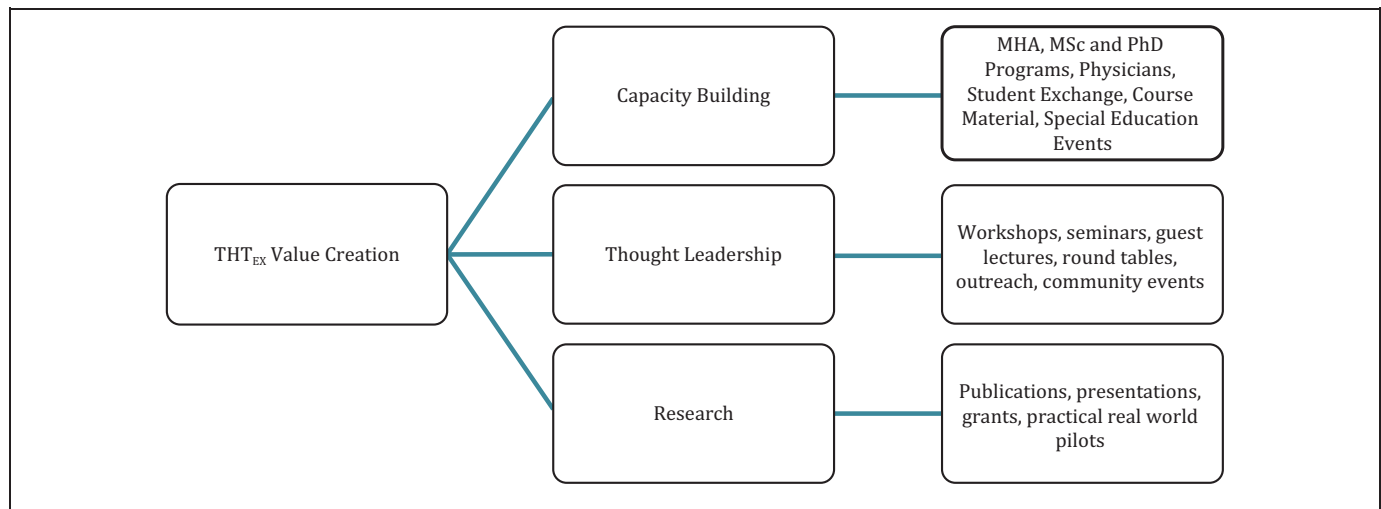 THT_EX Value Creation
Capacity Building
MHA, MSc and PhD
Programs, Physicians,
Student Exchange, Course
Material, Special Education
Events
Thought Leadership
Workshops, seminars, guest
lectures, round tables,
outreach, community events
Research
Publications, presentations,
grants, practical real world
pilots